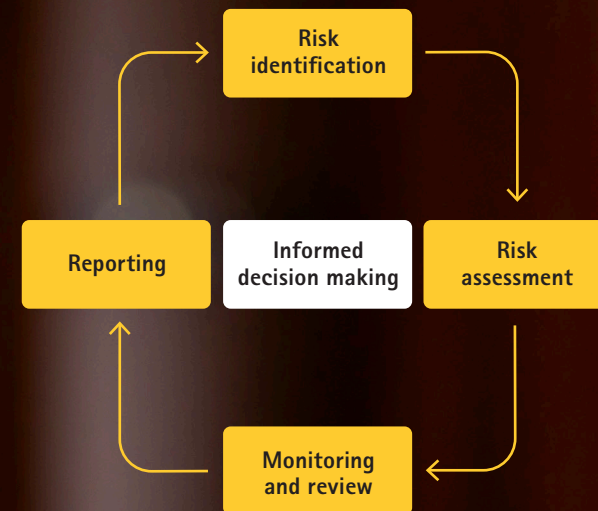 Risk
identification
Reporting
Informed
decision making
Risk
assessment
Monitoring
and review